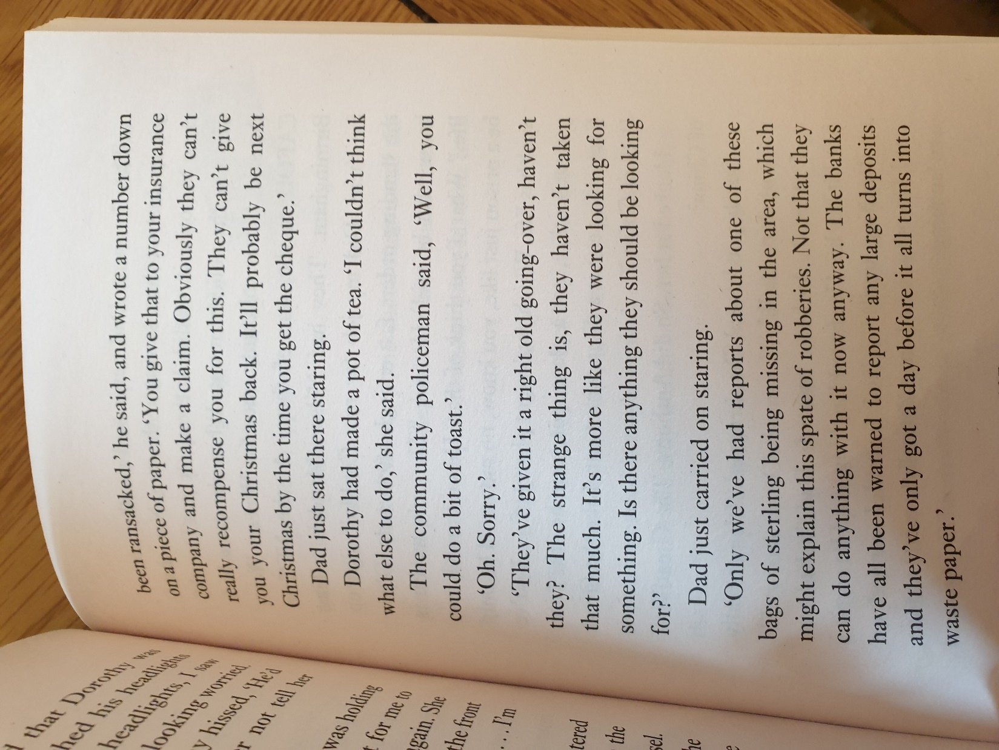 d that Dorothy was
hed his headlights
headlights, I saw
looking worried.
y hissed, 'He'd
r not tell her
was holding
t for me to
gain. She
the front
. . . I'm
tered
the
sel.
he
been ransacked,' he said, and wrote a number down
on a piece of paper. 'You give that to your insurance
company and make a claim. Obviously they can't
really recompense you for this. They can't give
you your Christmas back. It'll probably be next
Christmas by the time you get the cheque.'
Dad just sat there staring.
Dorothy had made a pot of tea. 'I couldn't think
what else to do,' she said.
The community policeman said, 'Well, you
could do a bit of toast.'
'Oh. Sorry.'
'They've given it a right old going-over, haven't
they? The strange thing is, they haven't taken
that much. It's more like they were looking for
something. Is there anything they should be looking
for?'
Dad just carried on staring.
'Only we've had reports about one of these
bags of sterling being missing in the area, which
might explain this spate of robberies. Not that they
can do anything with it now anyway. The banks
have all been warned to report any large deposits
and they've only got a day before it all turns into
waste paper.'